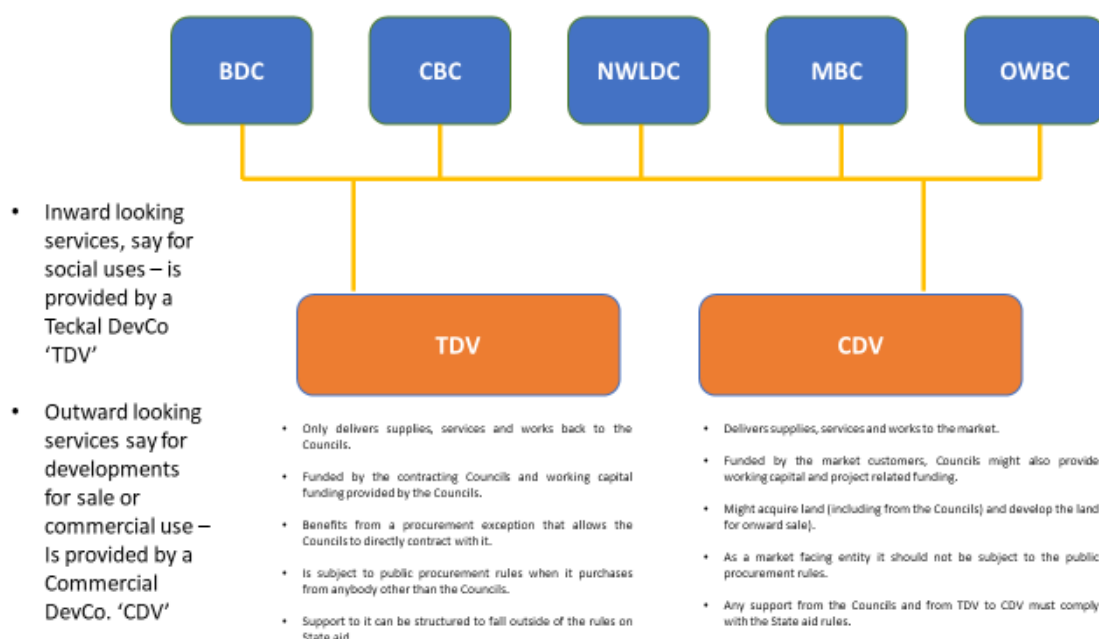 BDC
CBC
NWLDC
MBC
OWBC
• Inward looking
services, say for
social uses – is
provided by a
Teckal DevCo
‘TDV’
• Outward looking
services say for
developments
for sale or
commercial use –
Is provided by a
Commercial
DevCo. ‘CDV’
TDV
• Only delivers supplies, services and works back to the
Councils.
• Funded by the contracting Councils and working capital
funding provided by the Councils.
• Benefits from a procurement exception that allows the
Councils to directly contract with it.
• Is subject to public procurement rules when it purchases
from anybody other than the Councils.
• Support to it can be structured to fall outside of the rules on
State aid
CDV
• Delivers supplies, services and works to the market.
• Funded by the market customers, Councils might also provide
working capital and project related funding.
• Might acquire land (including from the Councils) and develop the land
for onward sale).
• As a market facing entity it should not be subject to the public
procurement rules.
• Any support from the Councils and from TDV to CDV must comply
with the State aid rules.